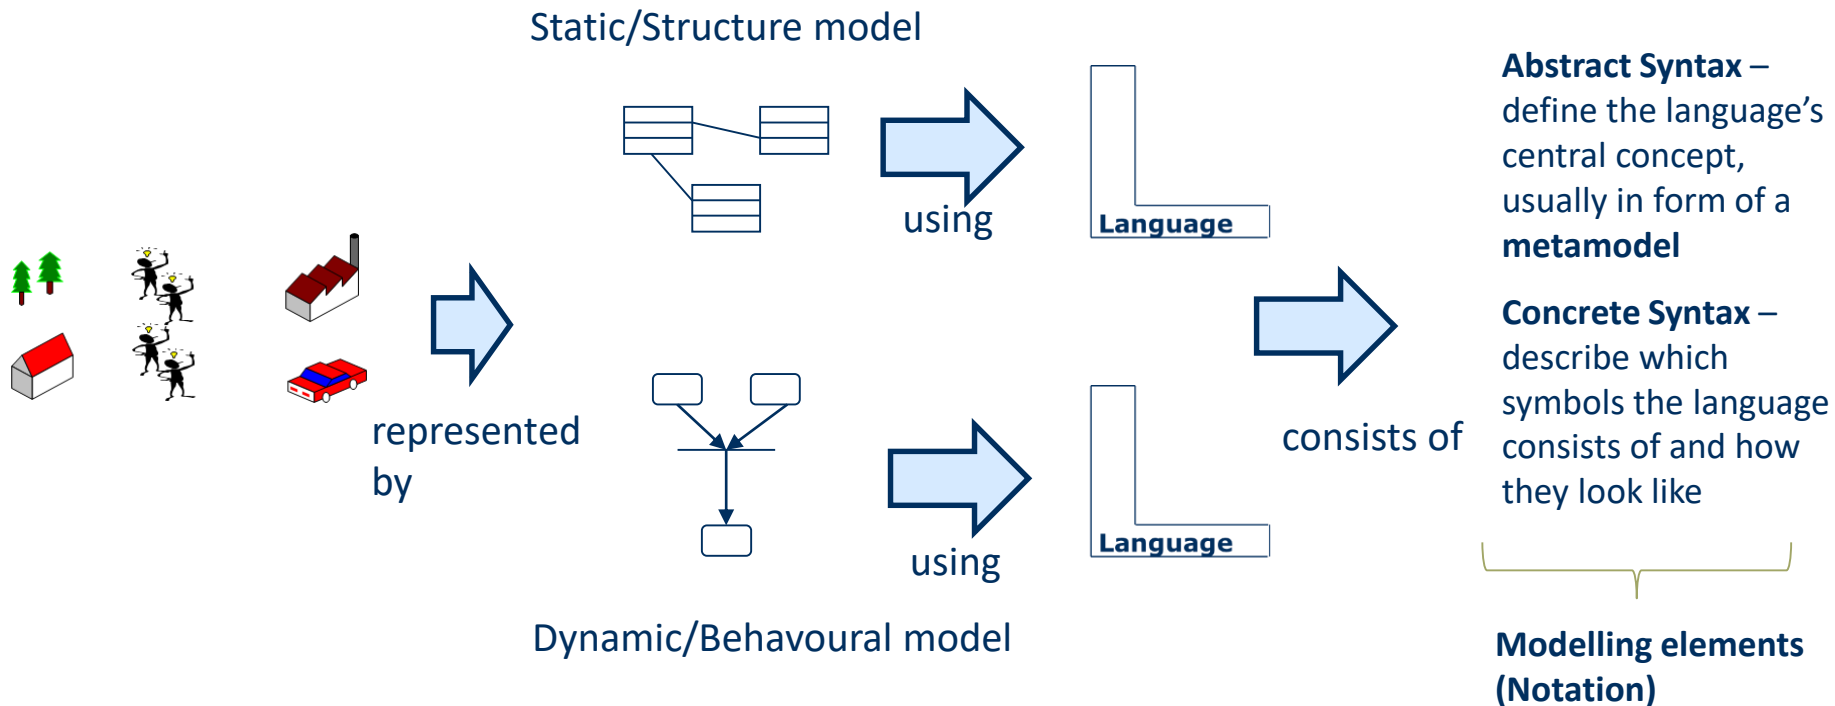 Static/Structure model
using
Language
represented
by
using
Language
Dynamic/Behavoural model
consists of
Abstract Syntax –
define the language’s
central concept,
usually in form of a
metamodel
Concrete Syntax –
describe which
symbols the language
consists of and how
they look like
Modelling elements
(Notation)